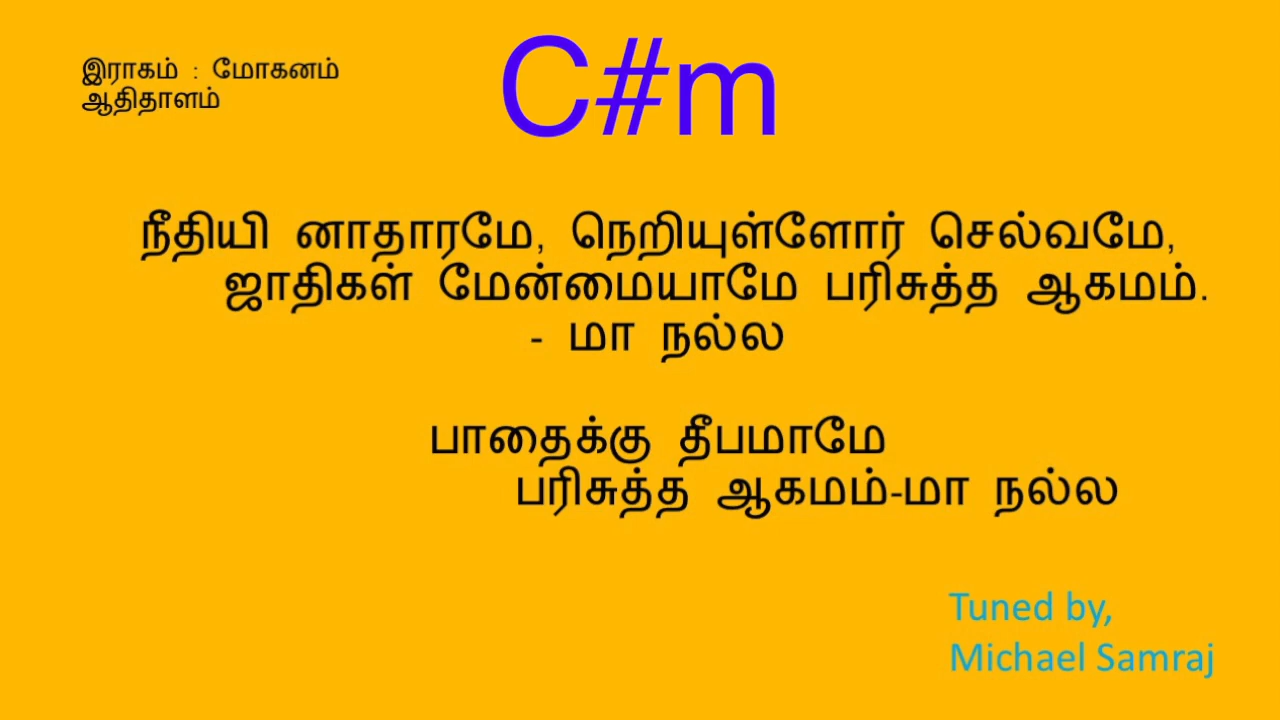 இராகம் : மோகனம்
ஆதிதாளம்
C#m
நீதியி னாதாரமே, நெறியுள்ளோர் செல்வமே,
ஜாதிகள் மேன்மையாமே பரிசுத்த ஆகமம்.
- மா நல்ல
பாதைக்கு தீபமாமே
பரிசுத்த ஆகமம்-மா நல்ல
Tuned by,
Michael Samraj